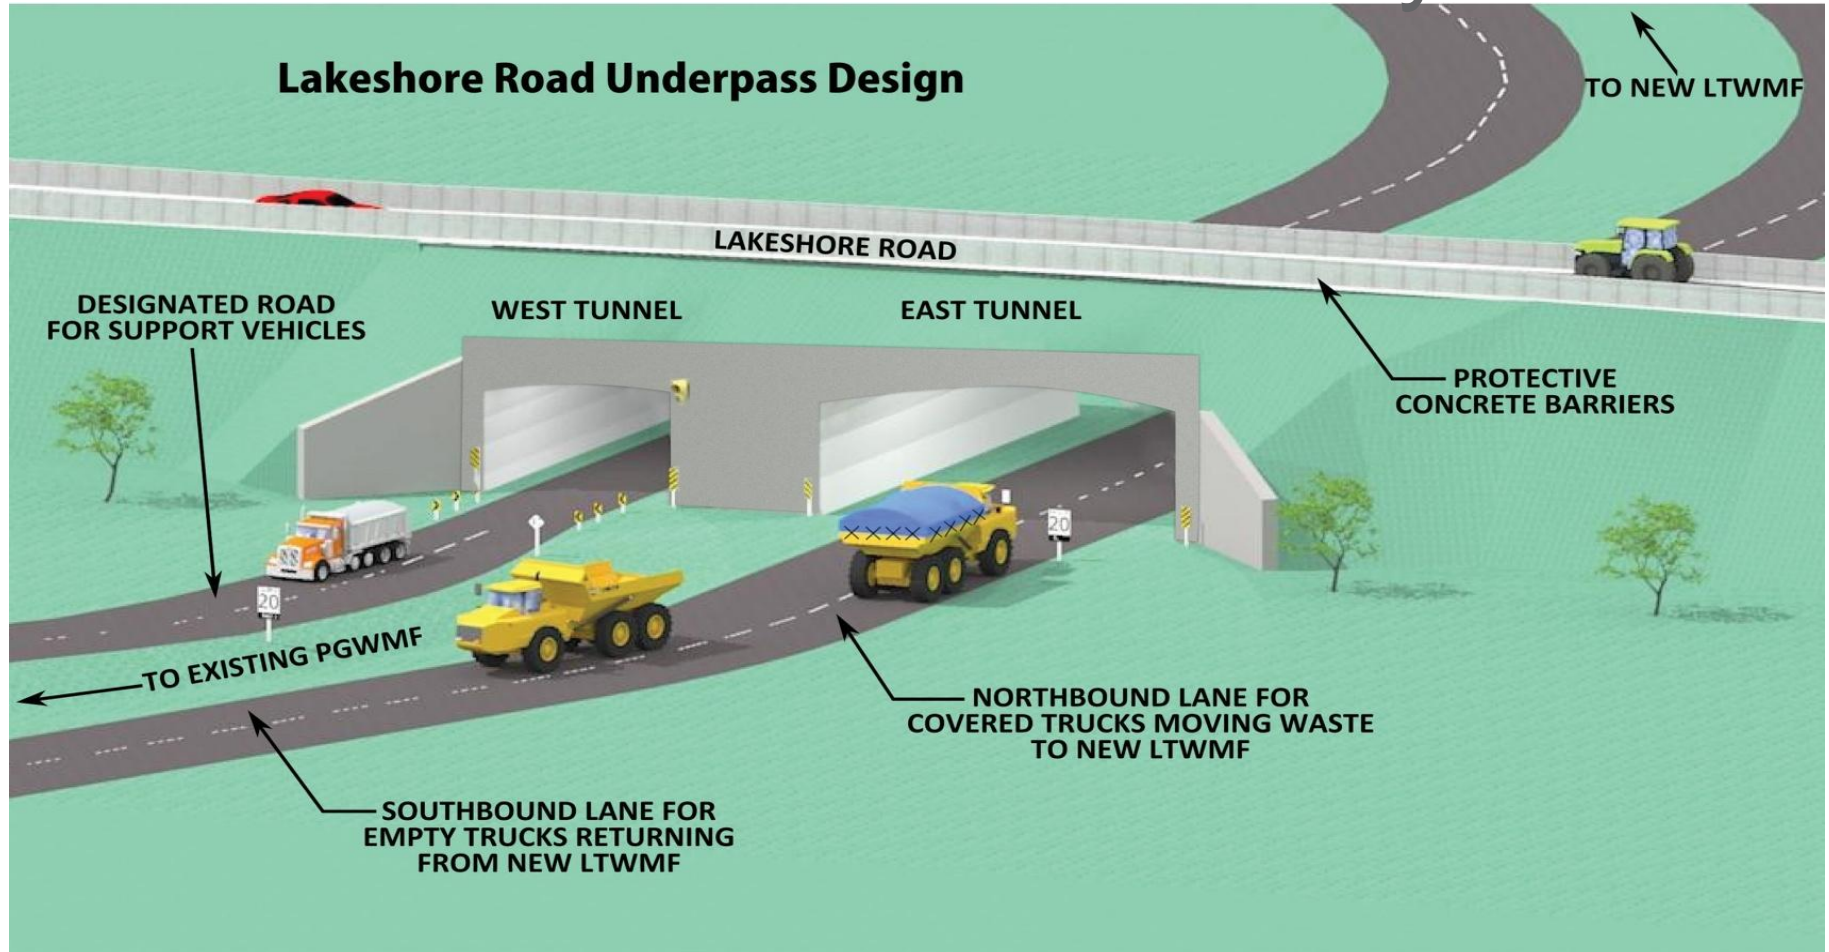 Lakeshore Road Underpass Design
TO NEW LTWMF
LAKESHORE ROAD
DESIGNATED ROAD
FOR SUPPORT VEHICLES
WEST TUNNEL
EAST TUNNEL
PROTECTIVE
CONCRETE BARRIERS
20
20
TO EXISTING PGWMF
NORTHBOUND LANE FOR
COVERED TRUCKS MOVING WASTE
TO NEW LTWMF
SOUTHBOUND LANE FOR
EMPTY TRUCKS RETURNING
FROM NEW LTWMF